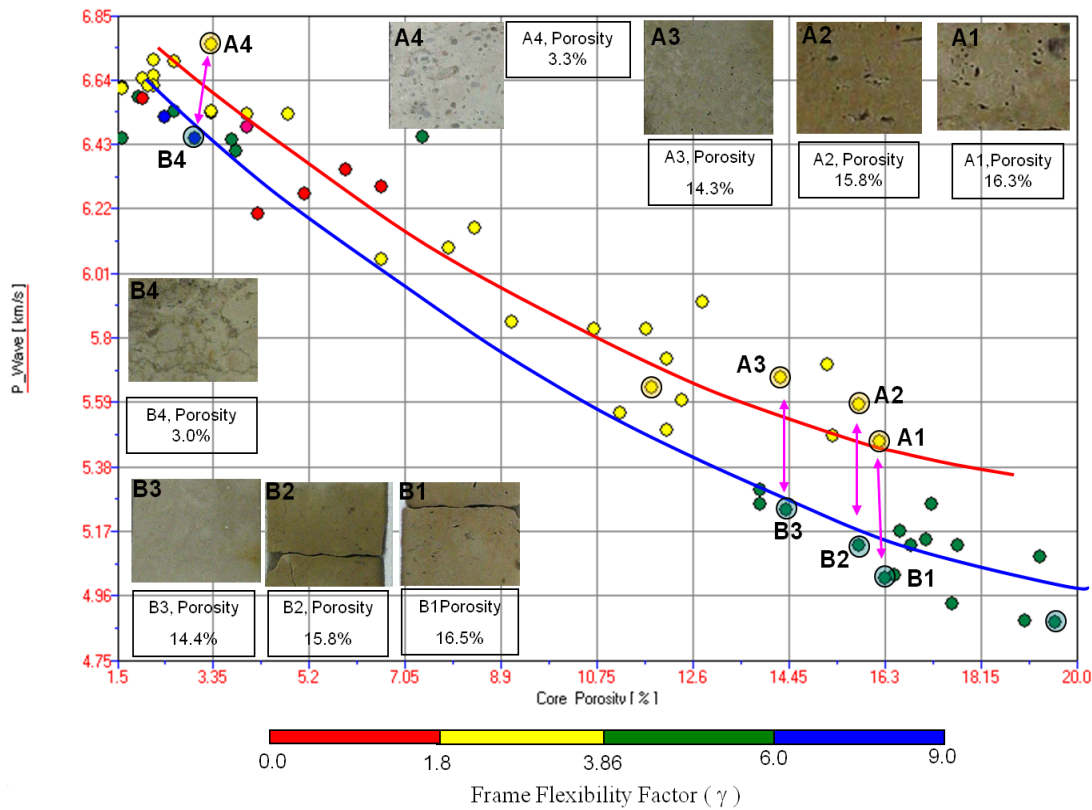 6.85
6.64
6.43
6.22
6.01
5.8
5.59
5.38
5.17
4.96
4.75
P_Wave [ km/s]
A4
B4
A4
A4, Porosity
3.3%
A3
A3, Porosity
14.3%
A2
A2, Porosity
15.8%
A1
A1,Porosity
16.3%
B4
B4, Porosity
3.0%
A3
A2
A1
B3
B2
B1
B3
B3, Porosity
14.4%
B2
B2, Porosity
15.8%
B1
B1Porosity
16.5%
1.5 3.35 5.2 7.05 8.9 10.75 12.6 14.45 16.3 18.15 20.0
Core Porosity [ %]
0.0 1.8 3.86 6.0 9.0
Frame Flexibility Factor ( γ )